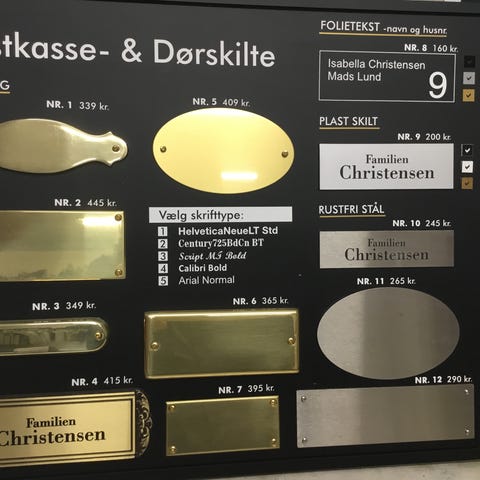 stkasse- & Dørskilte
G
NR. 1 339 kr.
NR. 2 445 kr.
NR. 3 349 kr.
NR. 4 415 kr.
Familien
Christensen
NR. 5 409 kr.
Vælg skrifttype:
1 HelveticaNeueLT Std
2 Century725BdCn BT
3 Script MT Bold
4 Calibri Bold
5 Arial Normal
NR. 6 365 kr.
NR. 7 395 kr.
FOLIETEKST -navn og husnr.
NR. 8 160 kr.
Isabella Christensen
Mads Lund
9
PLAST SKILT
NR. 9 200 kr.
Familien
Christensen
RUSTFRI STÅL
NR. 10 245 kr.
Familien
Christensen
NR. 11 265 kr.
NR. 12 290 kr.